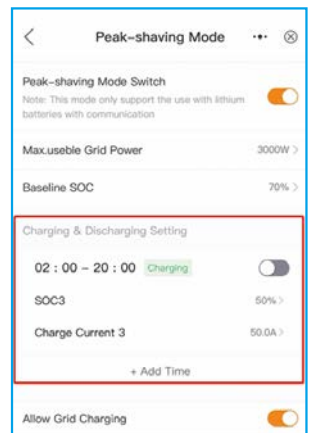 Peak-shaving Mode
Peak-shaving Mode Switch
Note: This mode only support the use with lithium
batteries with communication
Max.useble Grid Power 3000W >
Baseline SOC 70% >
Charging & Discharging Setting
02 : 00 – 20 : 00 Charging
SOC3 50% >
Charge Current 3 50.0A >
+ Add Time
Allow Grid Charging